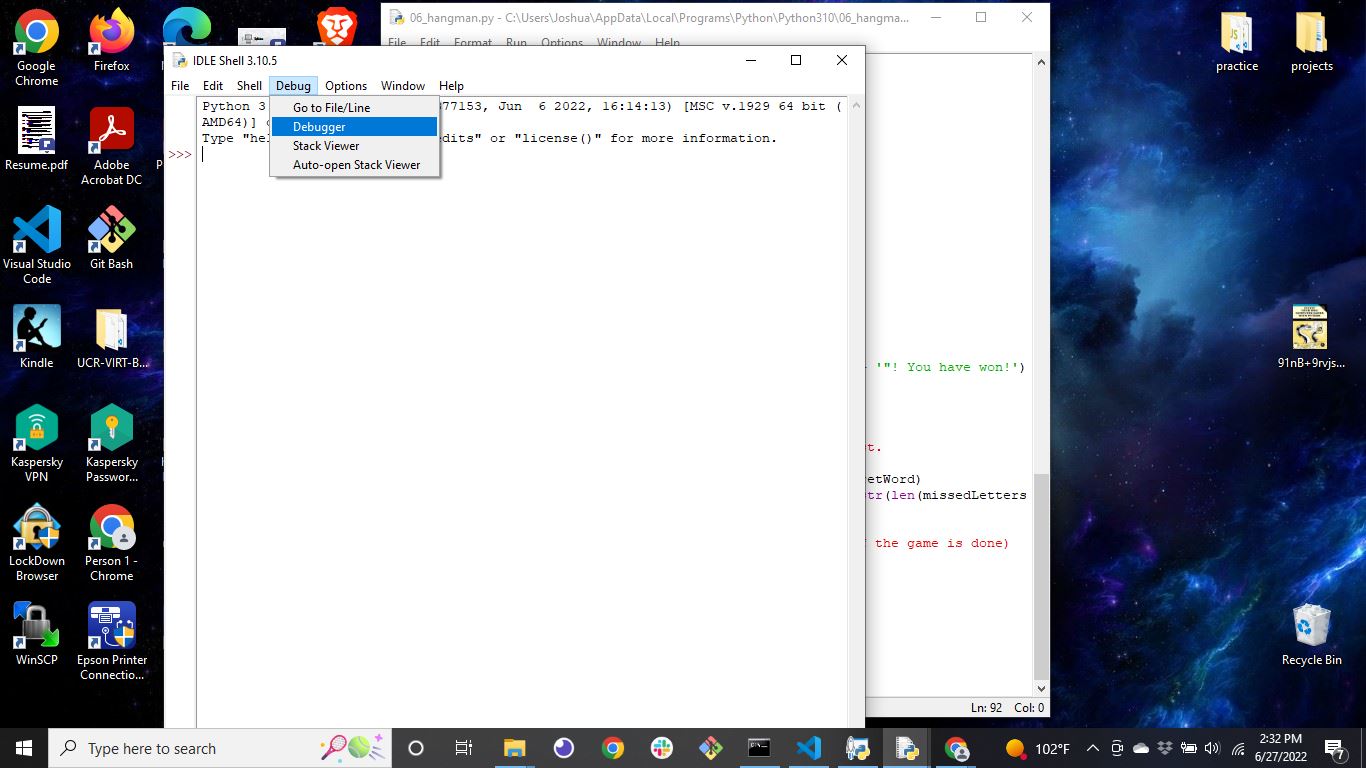 06_hangman.py - C:\Users\Joshua\AppData\Local\Programs\Python\Python310\06_hangma...
File Edit Format Run Options Window Help
IDLE Shell 3.10.5
File Edit Shell Debug Options Window Help
Python 3 77153, Jun 6 2022, 16:14:13) [MSC v.1929 64 bit (
AMD64)]
Type "hel edits" or "license()" for more information.
>>>
Go to File/Line
Debugger
Stack Viewer
Auto-open Stack Viewer
'"! You have won!')
t.
etWord)
tr(len(missedLetters
the game is done)
Ln: 92 Col: 0
Google
Chrome
Firefox
Resume.pdf
Adobe
Acrobat DC
Visual Studio
Code
Git Bash
Kindle
UCR-VIRT-B...
Kaspersky
VPN
Kaspersky
Passwor...
LockDown
Browser
Person 1 -
Chrome
WinSCP
Epson Printer
Connectio...
practice
projects
91nB+9rvjs...
Recycle Bin
Type here to search
102°F
2:32 PM
6/27/2022
7